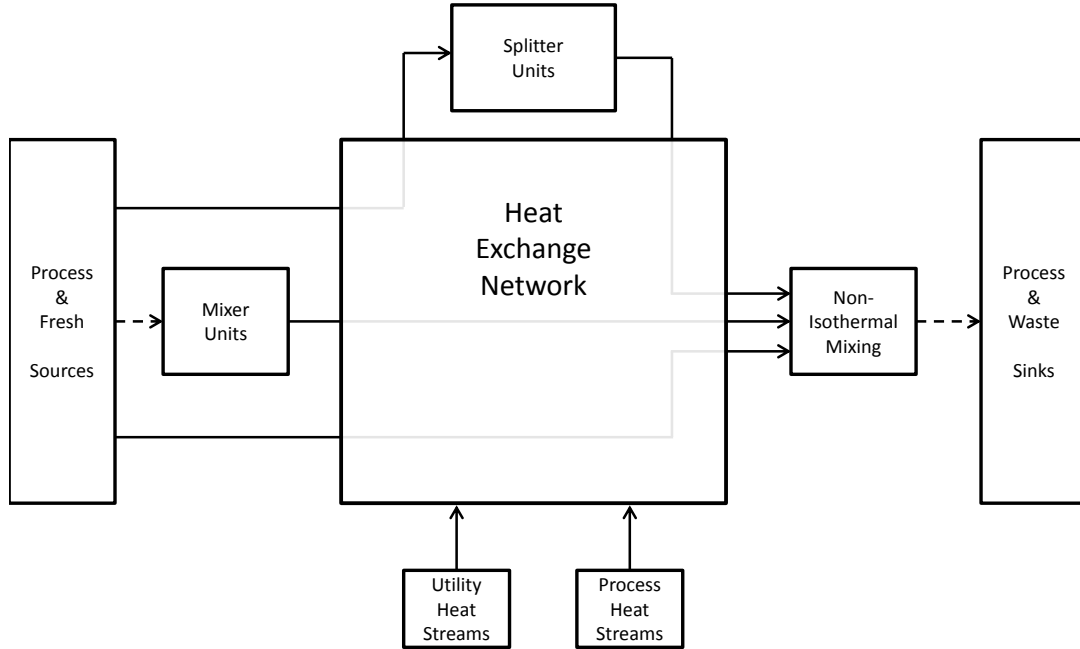 Splitter
Units
Heat
Exchange
Network
Process
&
Fresh
Sources
Mixer
Units
Non-
Isothermal
Mixing
Process
&
Waste
Sinks
Utility
Heat
Streams
Process
Heat
Streams